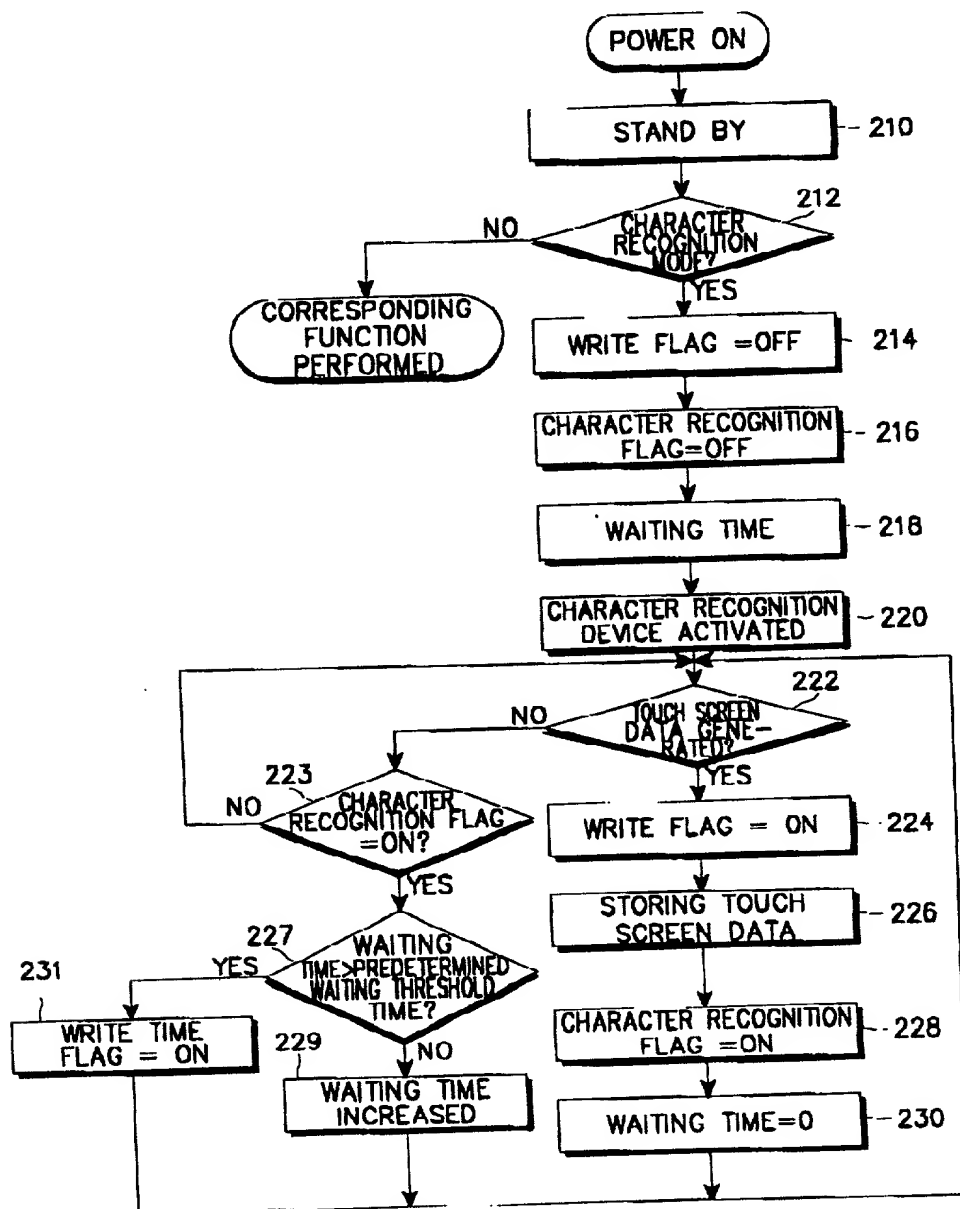 POWER ON
STAND BY
210
212
CHARACTER
RECOGNITION
MODE?
NO
YES
CORRESPONDING
FUNCTION
PERFORMED
WRITE FLAG =OFF
214
CHARACTER RECOGNITION
FLAG=OFF
216
WAITING TIME
218
CHARACTER RECOGNITION
DEVICE ACTIVATED
220
222
TOUCH SCREEN
DATA GENE-
RATED?
NO
YES
223
CHARACTER
RECOGNITION FLAG
=ON?
NO
YES
WRITE FLAG = ON
224
STORING TOUCH
SCREEN DATA
226
227
WAITING
TIME>PREDETERMINED
WAITING THRESHOLD
TIME?
YES
NO
231
WRITE TIME
FLAG = ON
229
WAITING TIME
INCREASED
CHARACTER RECOGNITION
FLAG =ON
228
WAITING TIME=0
230